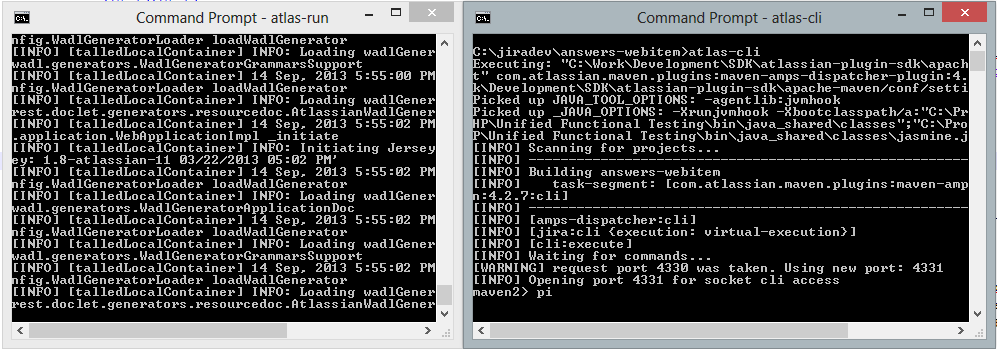 Command Prompt - atlas-run
nfig.WadlGeneratorLoader loadWadlGenerator
[INFO] [talledLocalContainer] INFO: Loading wadlGener
wadl.generators.WadlGeneratorGrammarsSupport
[INFO] [talledLocalContainer] 14 Sep, 2013 5:55:00 PM
nfig.WadlGeneratorLoader loadWadlGenerator
[INFO] [talledLocalContainer] INFO: Loading wadlGener
rest.doclet.generators.resourcedoc.AtlassianWadlGener
[INFO] [talledLocalContainer] 14 Sep, 2013 5:55:02 PM
.application.WebApplicationImpl _initiate
[INFO] [talledLocalContainer] INFO: Initiating Jersey
ey: 1.8-atlassian-11 03/22/2013 05:02 PM'
[INFO] [talledLocalContainer] 14 Sep, 2013 5:55:02 PM
nfig.WadlGeneratorLoader loadWadlGenerator
[INFO] [talledLocalContainer] INFO: Loading wadlGener
wadl.generators.WadlGeneratorApplicationDoc
[INFO] [talledLocalContainer] 14 Sep, 2013 5:55:02 PM
nfig.WadlGeneratorLoader loadWadlGenerator
[INFO] [talledLocalContainer] INFO: Loading wadlGener
wadl.generators.WadlGeneratorGrammarsSupport
[INFO] [talledLocalContainer] 14 Sep, 2013 5:55:02 PM
nfig.WadlGeneratorLoader loadWadlGenerator
[INFO] [talledLocalContainer] INFO: Loading wadlGener
rest.doclet.generators.resourcedoc.AtlassianWadlGener
Command Prompt - atlas-cli
C:\jiradev\answers-webitem>atlas-cli
Executing: "C:\Work\Development\SDK\atlassian-plugin-sdk\apach
t" com.atlassian.maven.plugins:maven-amps-dispatcher-plugin:4.
k\Development\SDK\atlassian-plugin-sdk\apache-maven/conf/setti
Picked up JAVA_TOOL_OPTIONS: -agentlib:jvmhook
Picked up _JAVA_OPTIONS: -Xrunjvmhook -Xbootclasspath/a:"C:\Pr
HP\Unified Functional Testing\bin\java_shared\classes";"C:\Pro
P\Unified Functional Testing\bin\java_shared\classes\jasmine.j
[INFO] Scanning for projects...
[INFO] -------------------------------------------------------
[INFO] Building answers-webitem
[INFO]    task-segment: [com.atlassian.maven.plugins:maven-amp
n:4.2.7:cli]
[INFO] -------------------------------------------------------
[INFO] [amps-dispatcher:cli]
[INFO] [jira:cli {execution: virtual-execution}]
[INFO] [cli:execute]
[INFO] Waiting for commands...
[WARNING] request port 4330 was taken. Using new port: 4331
[INFO] Opening port 4331 for socket cli access
maven2> pi